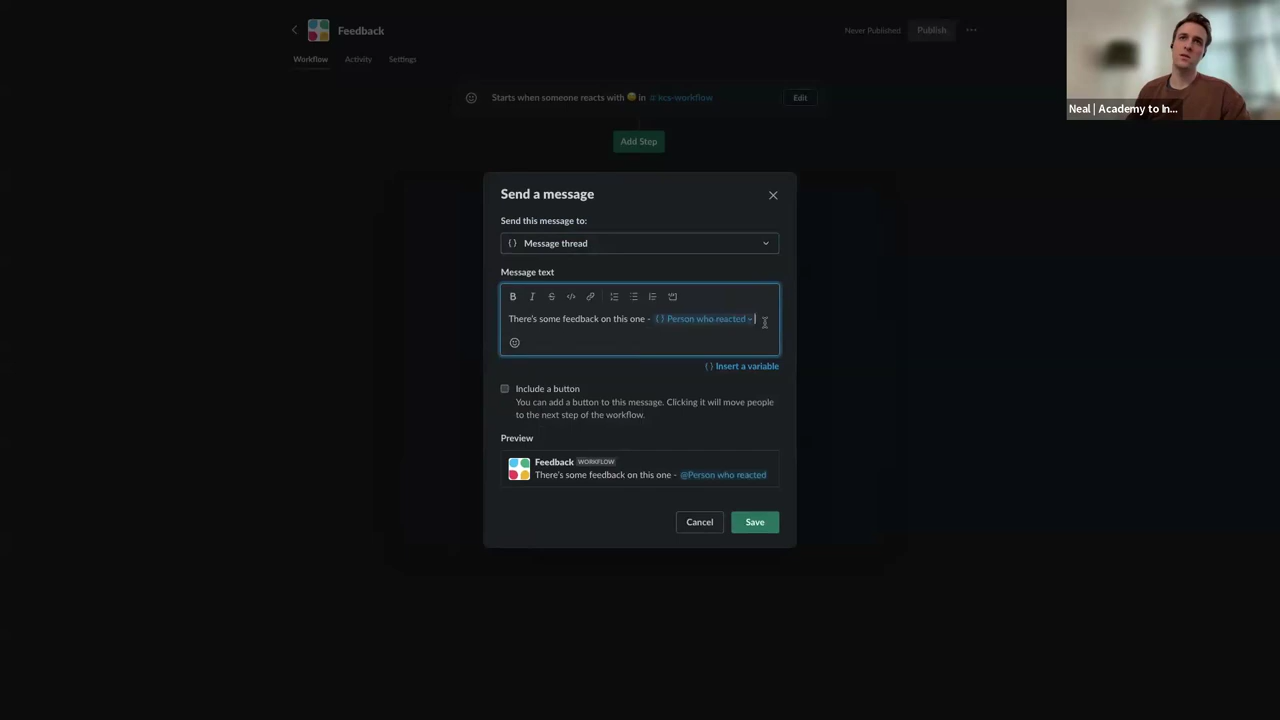 Feedback
Never Published
Publish
Workflow
Activity
Settings
Starts when someone reacts with 😀 in # kcs-workflow
Edit
Add Step
Neal | Academy to In...
Send a message
Send this message to:
{} Message thread
Message text
There's some feedback on this one - {} Person who reacted
{} Insert a variable
Include a button
You can add a button to this message. Clicking it will move people
to the next step of the workflow.
Preview
Feedback WORKFLOW
There's some feedback on this one - @Person who reacted
Cancel
Save